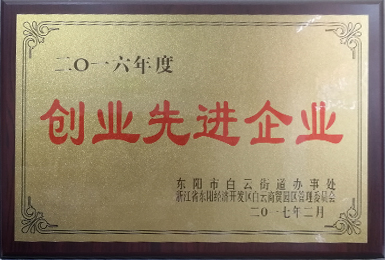 二〇一六年度
创业先进企业
东阳市白云街道办事处
浙江省东阳经济开发区白云商贸园区管理委员会
二〇一七年二月